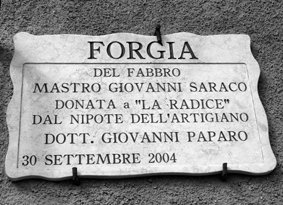 FORGIA
DEL FABBRO
MASTRO GIOVANNI SARACO
DONATA a "LA RADICE"
DAL NIPOTE DELL'ARTIGIANO
DOTT. GIOVANNI PAPARO
30 SETTEMBRE 2004